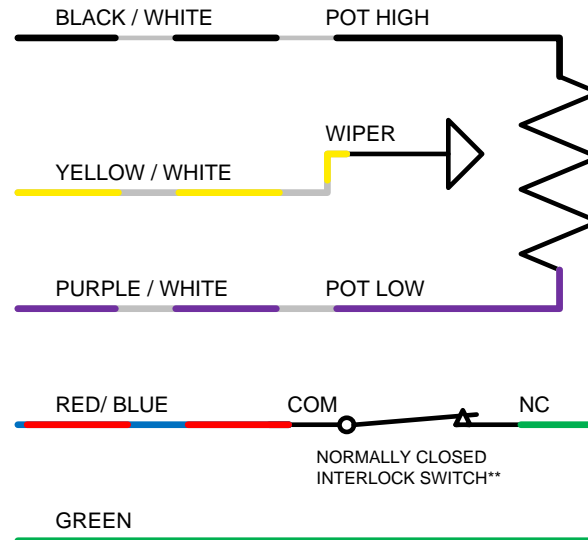 BLACK / WHITE POT HIGH
WIPER
YELLOW / WHITE
PURPLE / WHITE POT LOW
RED/ BLUE COM NC
NORMALLY CLOSED
INTERLOCK SWITCH**
GREEN